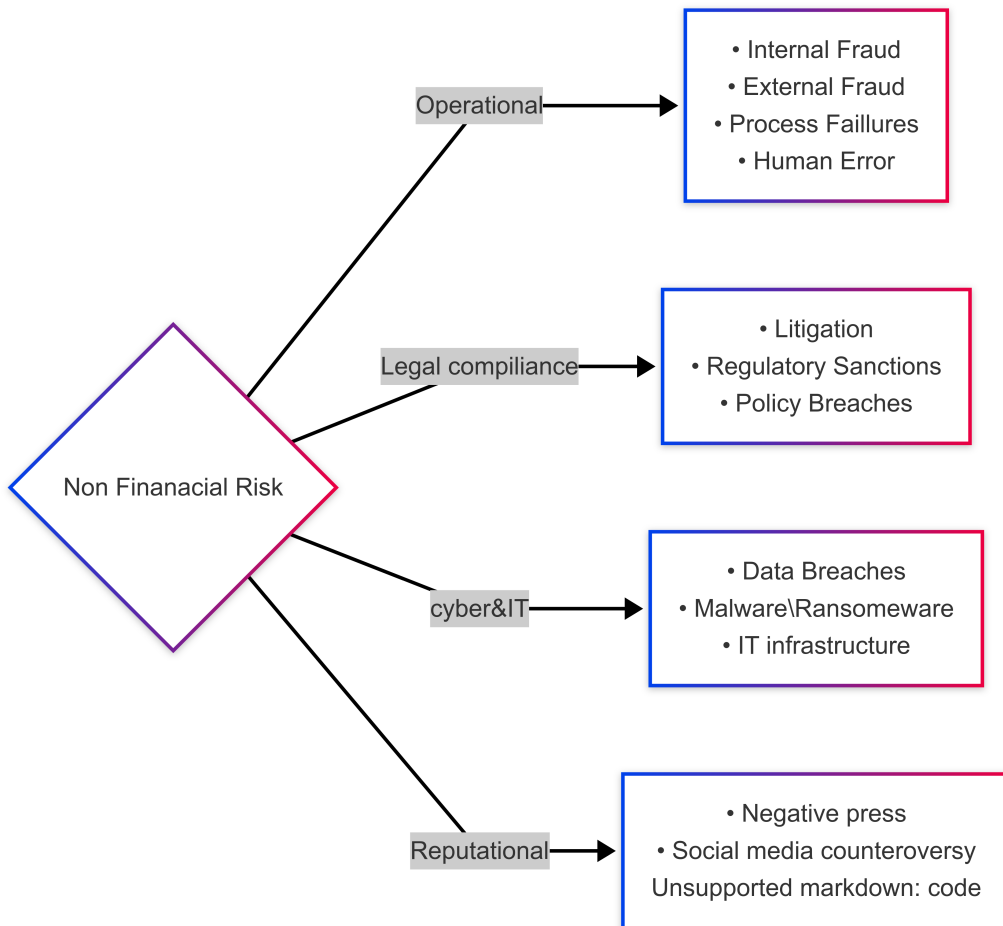 Operational
• Internal Fraud
• External Fraud
• Process Faillures
• Human Error
Legal compiliance
• Litigation
• Regulatory Sanctions
• Policy Breaches
Non Finanacial Risk
cyber&IT
• Data Breaches
• Malware\Ransomeware
• IT infrastructure
Reputational
• Negative press
• Social media counteroversy
Unsupported markdown: code